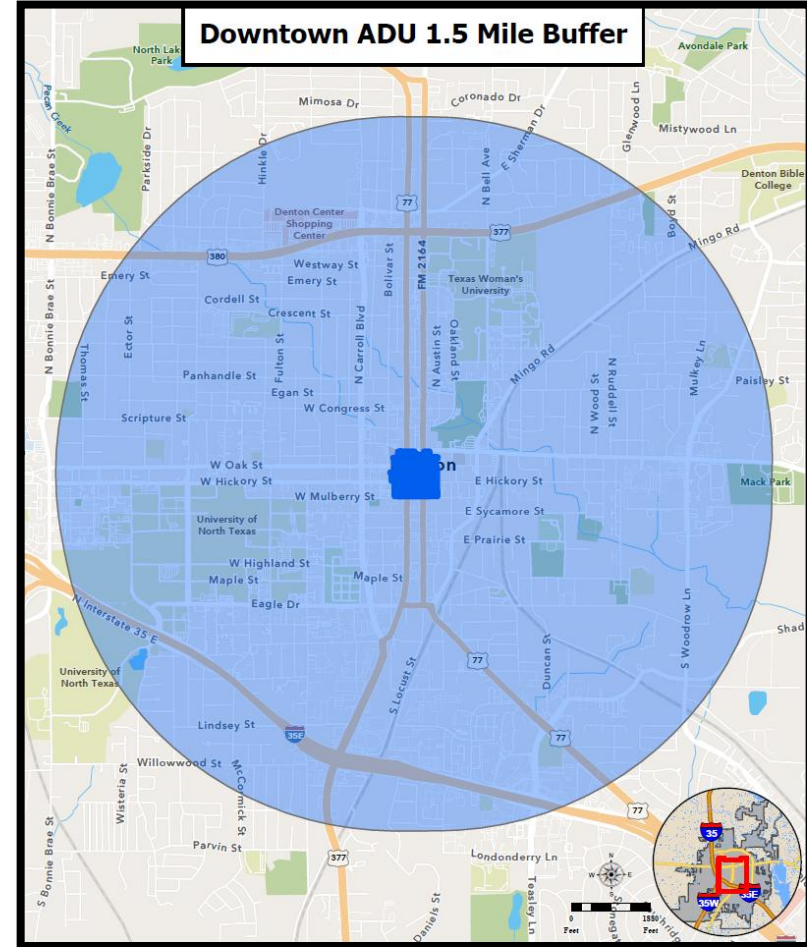 Downtown ADU 1.5 Mile Buffer
North Lak
Park
Avondale Park
Pecan Creek
Mimosa Dr
Coronado Dr
Glenwood Ln
Mistywood Ln
Parkside Dr
Hinkle Dr
E Sherman Dr
N Bell Ave
N Bonnie Brae St
Denton Bible
College
77
Denton Center
Shopping
Center
377
Boyd St
Mingo Rd
380
Bolivar St
FM 2164
Westway St
Emery St
Emery St
Texas Woman's
University
Cordell St
Crescent St
N Bonnie Brae St
Ector St
Thomas St
Fulton St
N Carroll Blvd
N Austin St
Oakland St
Mingo Rd
N Wood St
N Ruddell St
Mulkey Ln
Panhandle St
Paisley St
Egan St
W Congress St
Scripture St
W Oak St
on
W Hickory St
E Hickory St
Mack Park
W Mulberry St
E Sycamore St
University of
North Texas
E Prairie St
W Highland St
Maple St
Maple St
Eagle Dr
N Interstate 35 E
S Woodrow Ln
Shad
University of
North Texas
77
Duncan St
S Locust St
Lindsey St
35E
77
Willowwood St
McCormick St
Wisteria St
77
Parvin St
377
Londonderry Ln
S Bonnie Brae St
Daniels St
Teasley Ln
N
W
E
S
0
1880
Feet
Feet
35
35W
35E